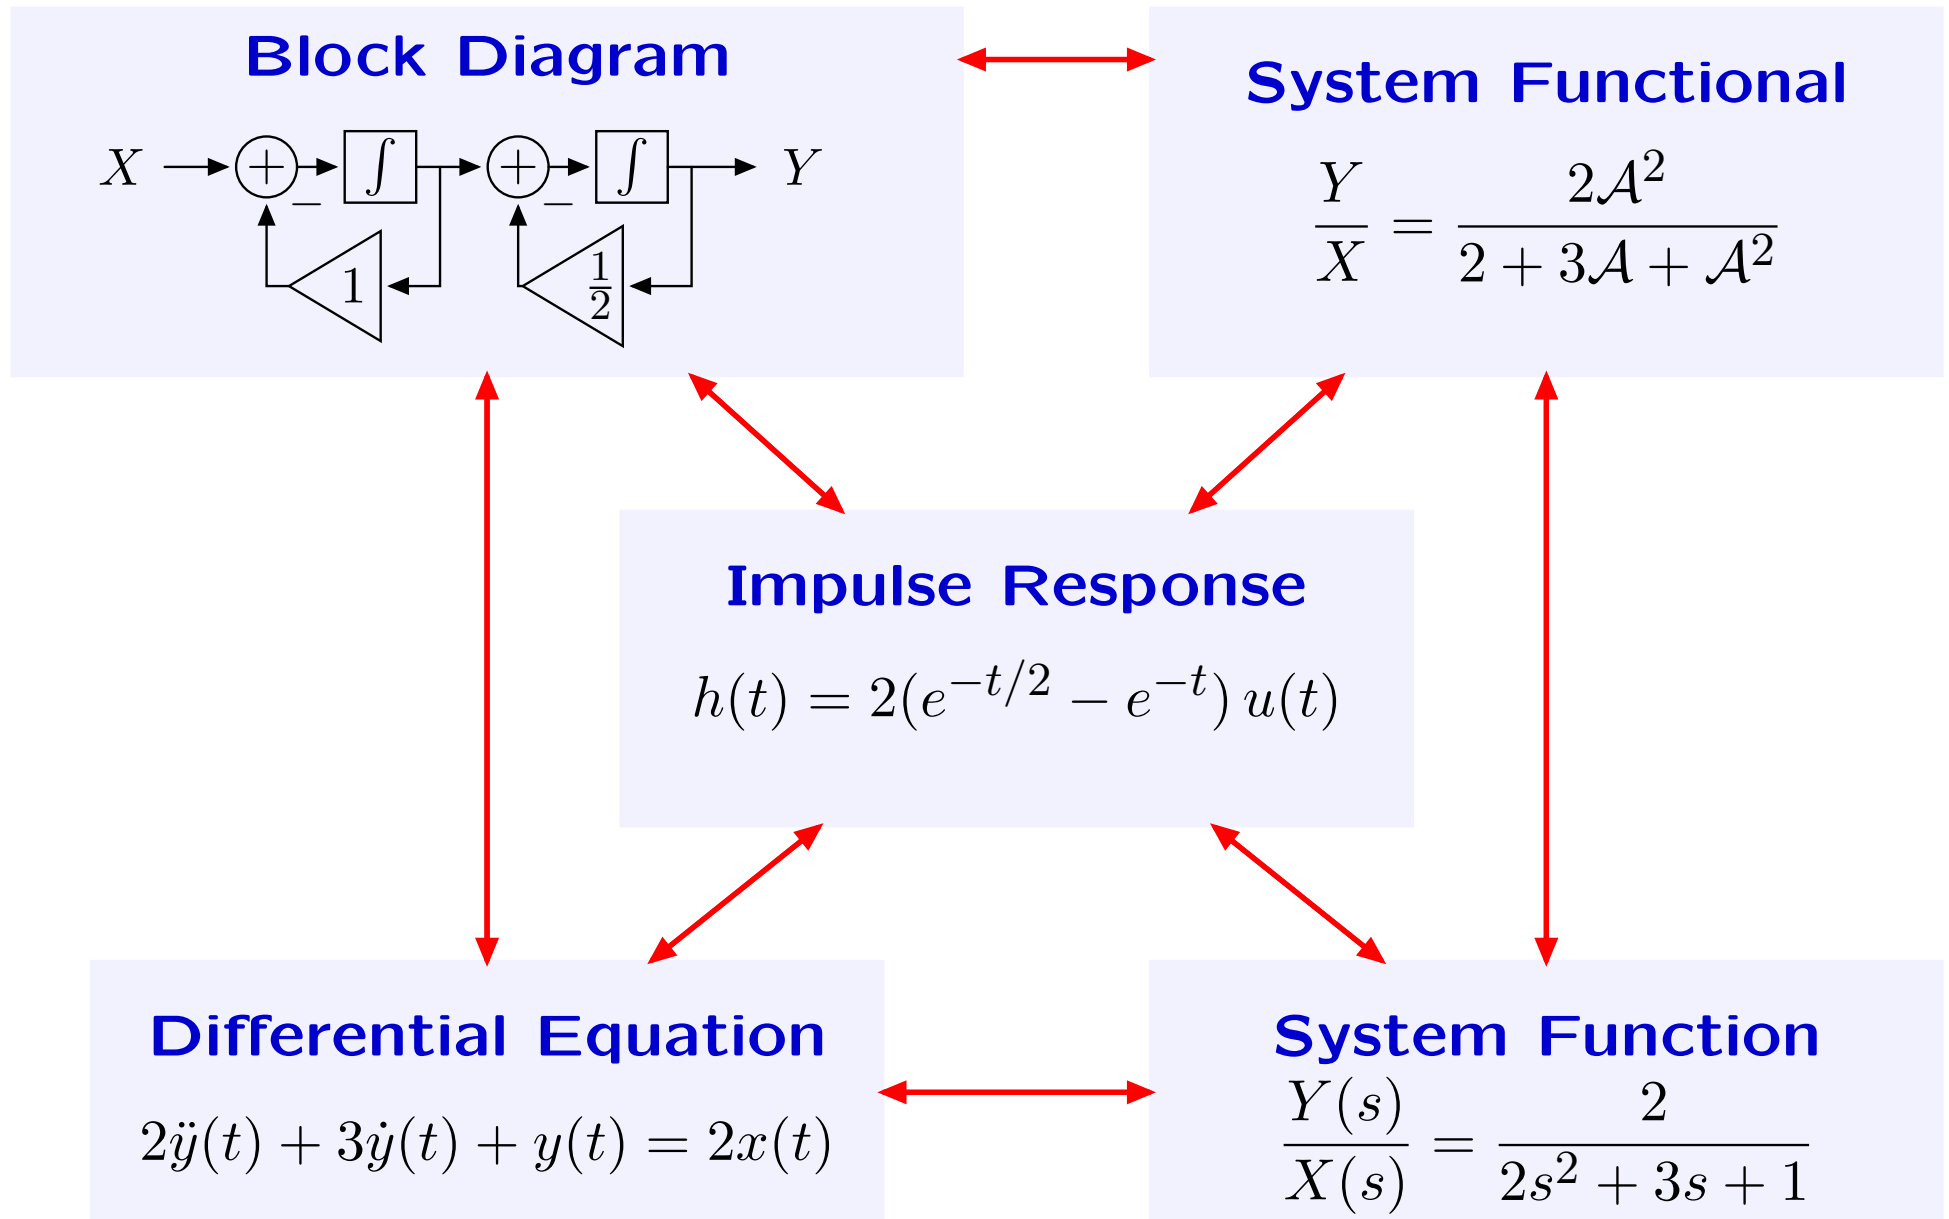 Block Diagram
X + − ∫ + − ∫ Y
1 1/2
System Functional
Y/X = 2𝒜²/(2 + 3𝒜 + 𝒜²)
Impulse Response
h(t) = 2(e^{−t/2} − e^{−t}) u(t)
Differential Equation
2ÿ(t) + 3ẏ(t) + y(t) = 2x(t)
System Function
Y(s)/X(s) = 2/(2s² + 3s + 1)